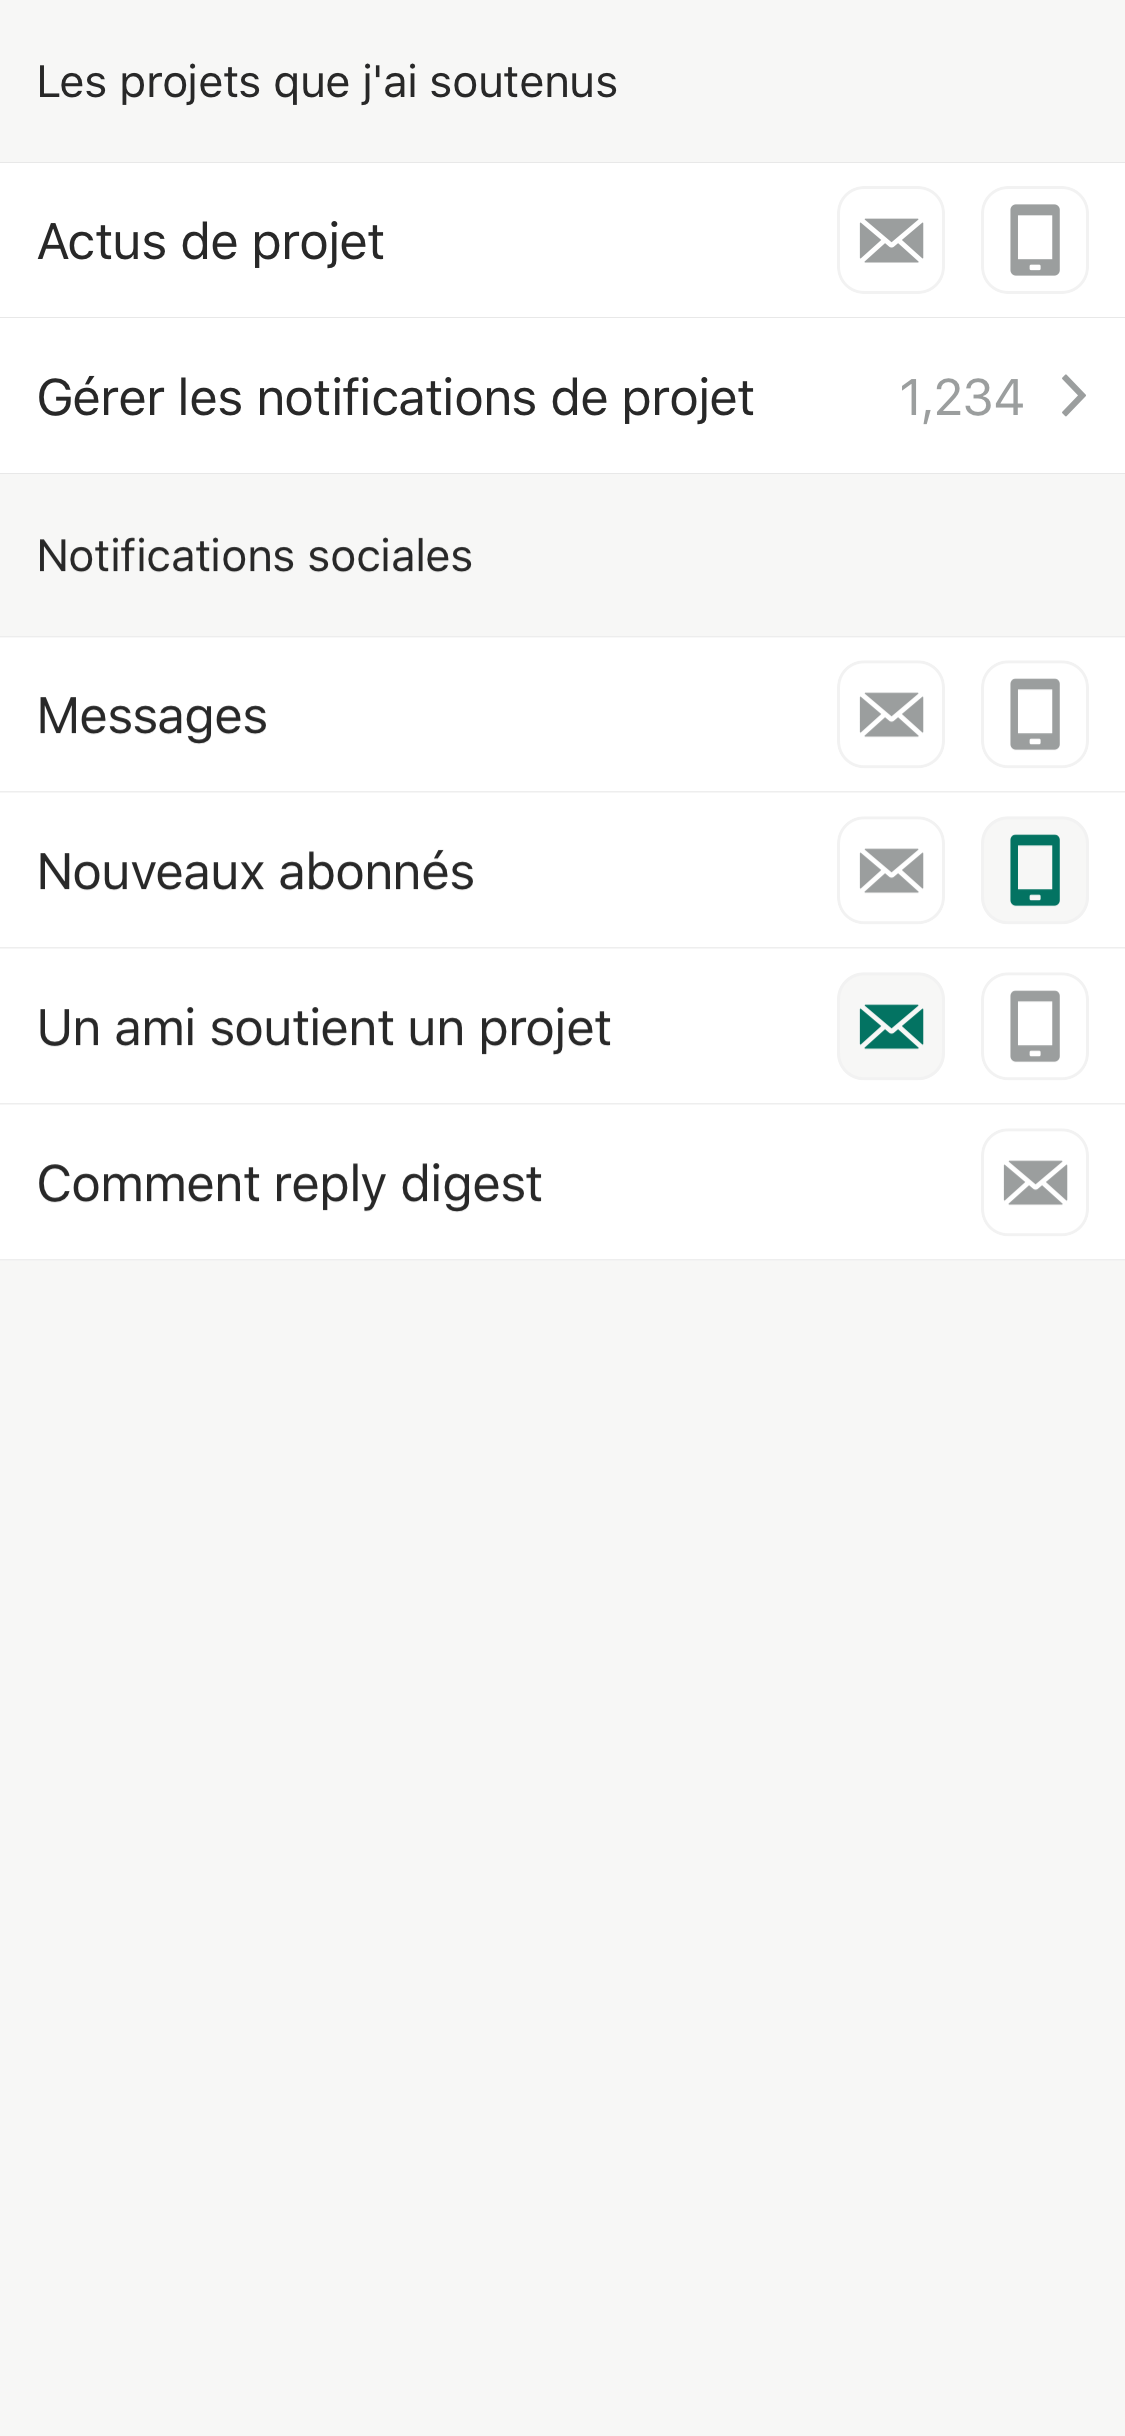 Les projets que j'ai soutenus
Actus de projet
Gérer les notifications de projet 1,234
Notifications sociales
Messages
Nouveaux abonnés
Un ami soutient un projet
Comment reply digest